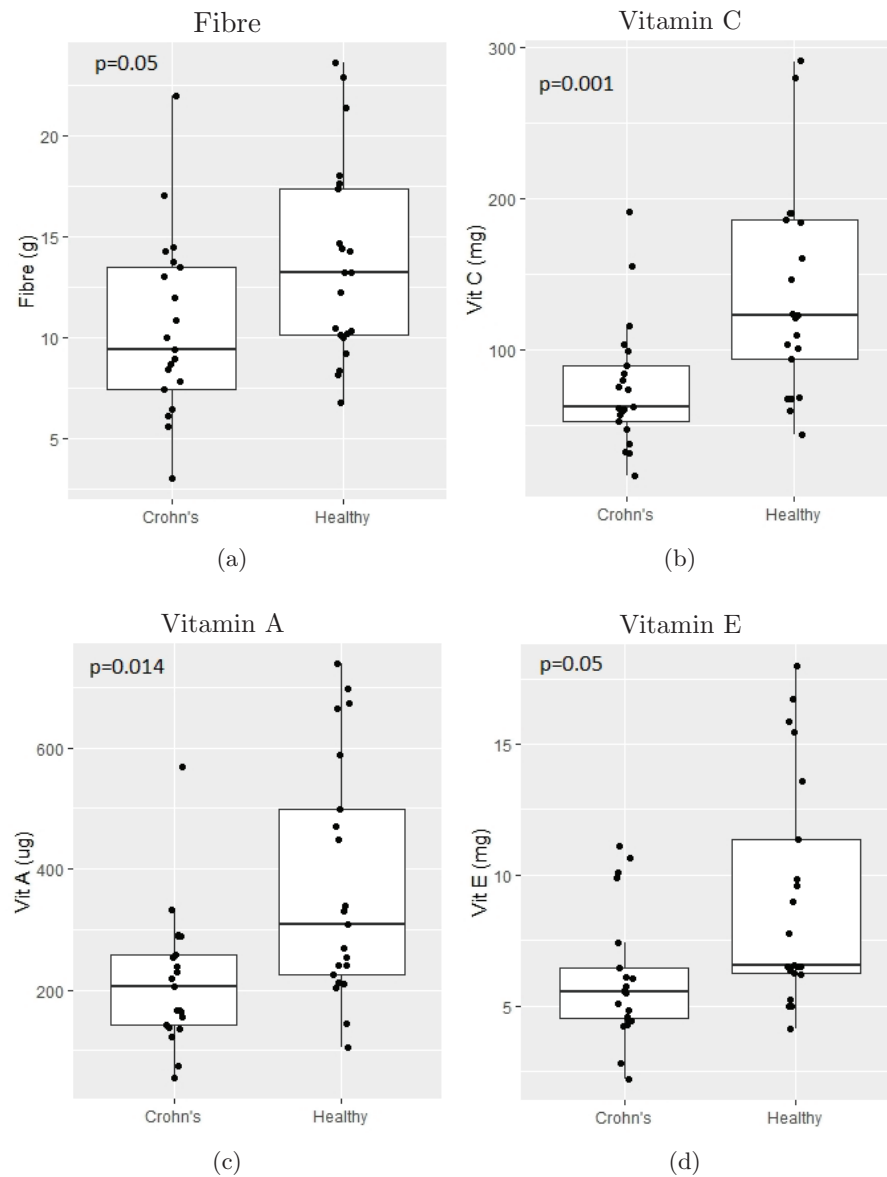 Fibre
p=0.05
Fibre (g)
20
15
10
5
Crohn's
Healthy
(a)
Vitamin C
p=0.001
Vit C (mg)
300
200
100
Crohn's
Healthy
(b)
Vitamin A
p=0.014
Vit A (ug)
600
400
200
Crohn's
Healthy
(c)
Vitamin E
p=0.05
Vit E (mg)
15
10
5
Crohn's
Healthy
(d)